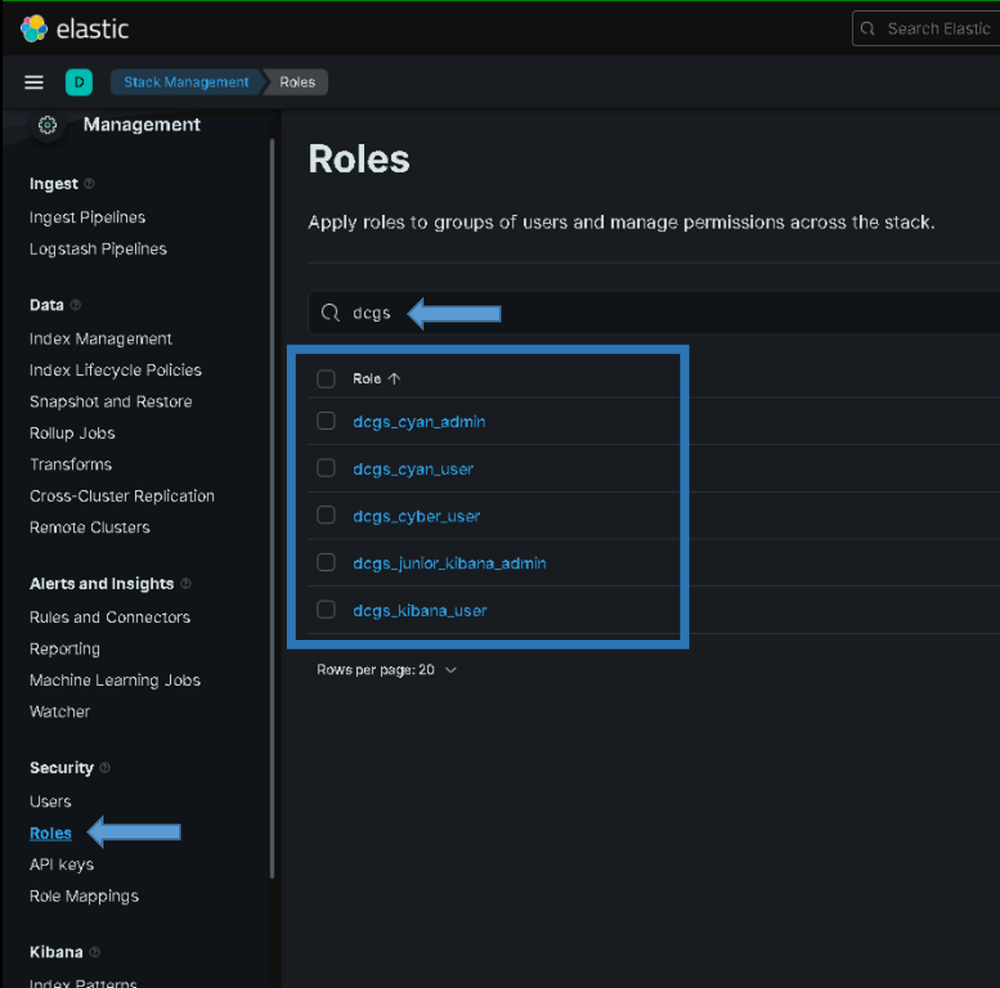 elastic
Search Elastic
D
Stack Management
Roles
Management
Ingest
Ingest Pipelines
Logstash Pipelines
Data
Index Management
Index Lifecycle Policies
Snapshot and Restore
Rollup Jobs
Transforms
Cross-Cluster Replication
Remote Clusters
Alerts and Insights
Rules and Connectors
Reporting
Machine Learning Jobs
Watcher
Security
Users
Roles
API keys
Role Mappings
Kibana
Index Patterns
Roles
Apply roles to groups of users and manage permissions across the stack.
dcgs
Role
dcgs_cyan_admin
dcgs_cyan_user
dcgs_cyber_user
dcgs_junior_kibana_admin
dcgs_kibana_user
Rows per page: 20